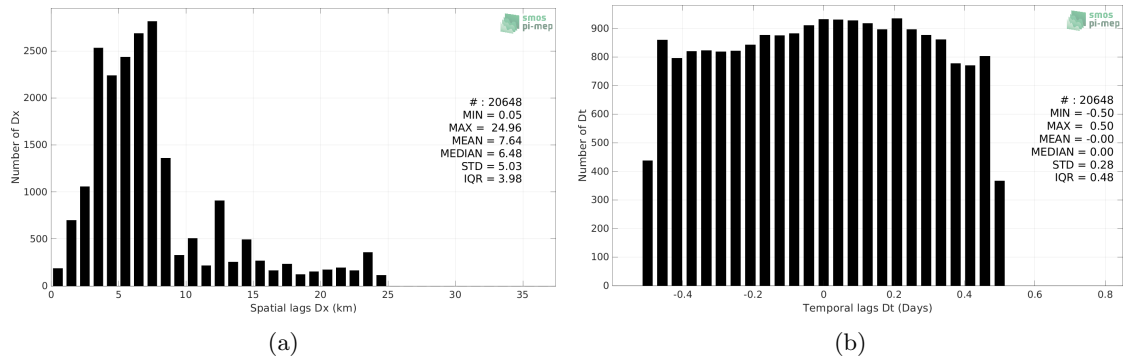 smos
pi-mep
2500
2000
1500
1000
500
0
Number of Dx
# : 20648
MIN = 0.05
MAX = 24.96
MEAN = 7.64
MEDIAN = 6.48
STD = 5.03
IQR = 3.98
0 5 10 15 20 25 30 35
Spatial lags Dx (km)
(a)
smos
pi-mep
900
800
700
600
500
400
300
200
100
0
Number of Dt
# : 20648
MIN = -0.50
MAX = 0.50
MEAN = -0.00
MEDIAN = 0.00
STD = 0.28
IQR = 0.48
-0.4 -0.2 0 0.2 0.4 0.6 0.8
Temporal lags Dt (Days)
(b)